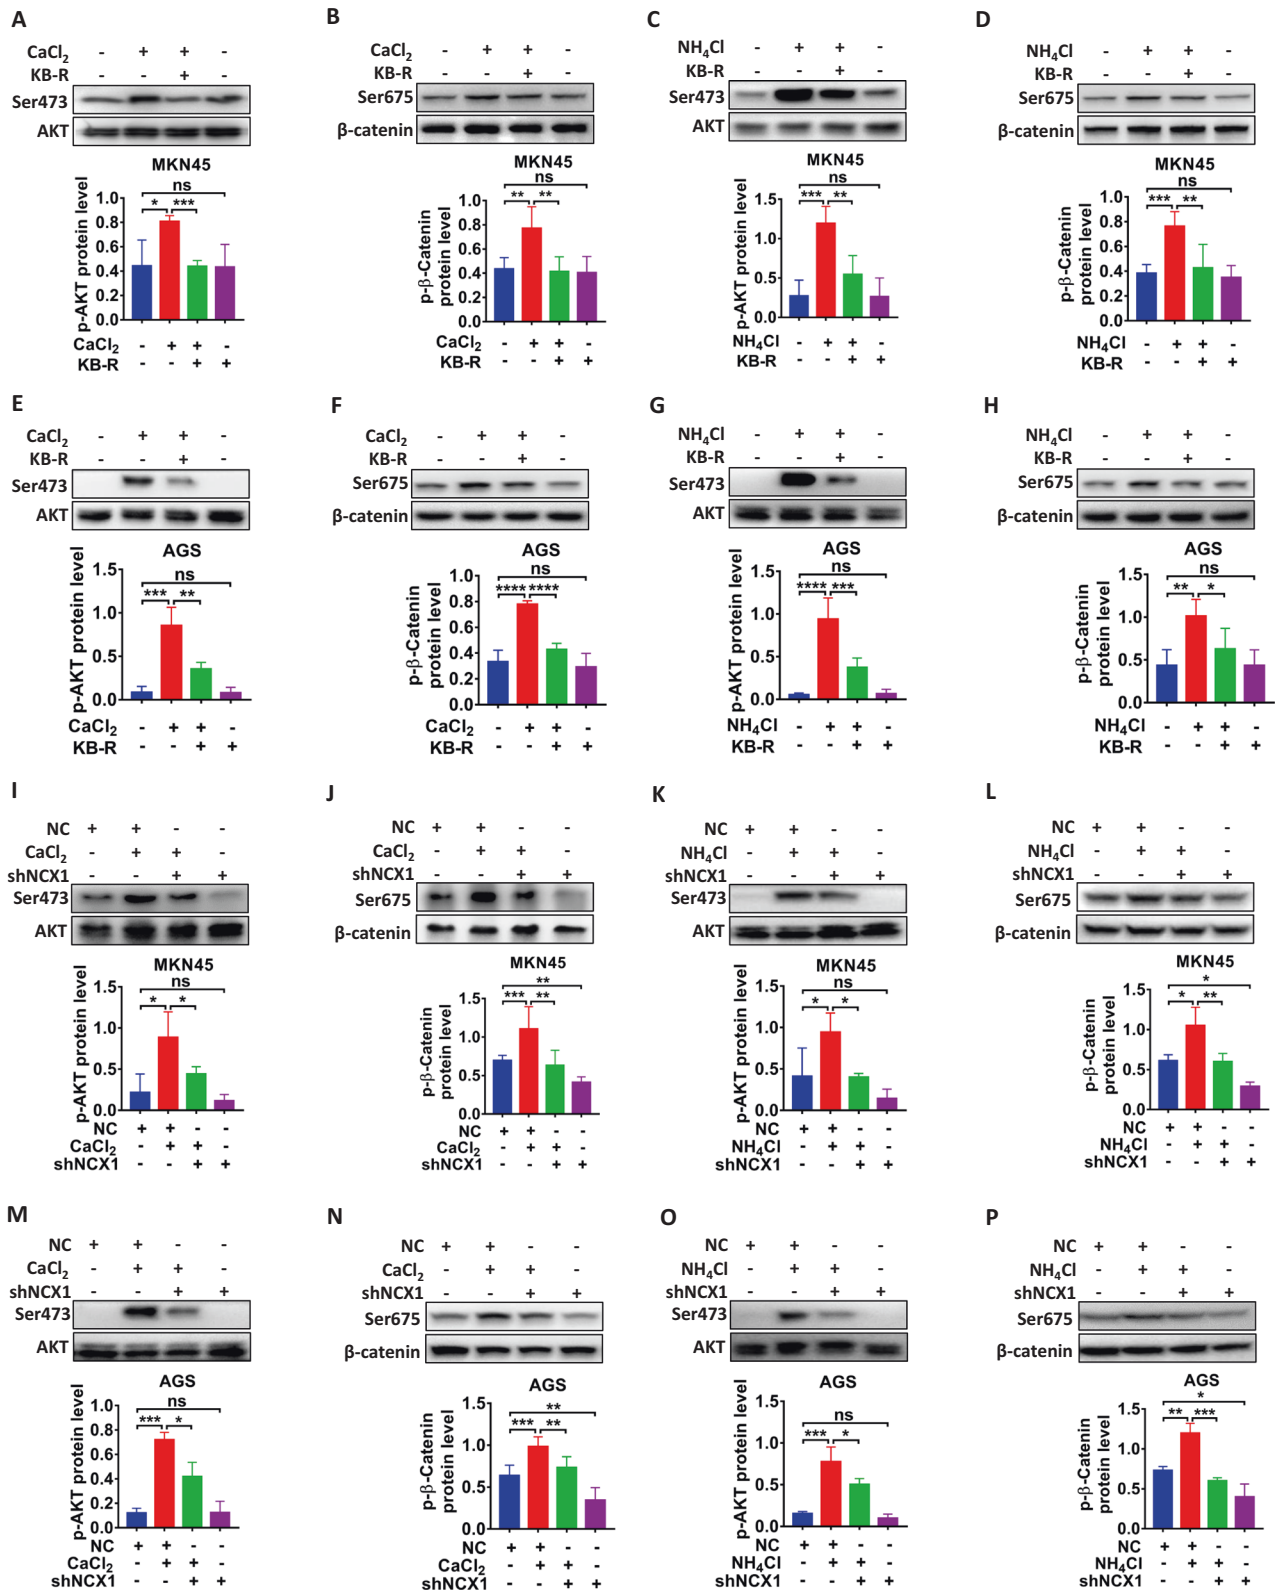 A
CaCl2 - + + -
KB-R - - + -
Ser473
AKT
MKN45
ns
* ***
p-AKT protein level
1.0
0.8
0.6
0.4
0.2
0.0
CaCl2 - + + -
KB-R - - + +
B
CaCl2 - + + -
KB-R - - + -
Ser675
β-catenin
MKN45
ns
** **
p-β-Catenin
protein level
1.0
0.8
0.6
0.4
0.2
0.0
CaCl2 - + + -
KB-R - - + +
C
NH4Cl - + + -
KB-R - - + -
Ser473
AKT
MKN45
ns
*** **
p-AKT protein level
1.5
1.0
0.5
0.0
NH4Cl - + + -
KB-R - - + +
D
NH4Cl - + + -
KB-R - - + -
Ser675
β-catenin
MKN45
ns
*** **
p-β-Catenin
protein level
1.0
0.8
0.6
0.4
0.2
0.0
NH4Cl - + + -
KB-R - - + +
E
CaCl2 - + + -
KB-R - - + -
Ser473
AKT
AGS
ns
*** **
p-AKT protein level
1.5
1.0
0.5
0.0
CaCl2 - + + -
KB-R - - + +
F
CaCl2 - + + -
KB-R - - + -
Ser675
β-catenin
AGS
ns
**** ****
p-β-Catenin
protein level
1.0
0.8
0.6
0.4
0.2
0.0
CaCl2 - + + -
KB-R - - + +
G
NH4Cl - + + -
KB-R - - + -
Ser473
AKT
AGS
ns
**** ***
p-AKT protein level
1.5
1.0
0.5
0.0
NH4Cl - + + -
KB-R - - + +
H
NH4Cl - + + -
KB-R - - + -
Ser675
β-catenin
AGS
ns
** *
p-β-Catenin
protein level
1.5
1.0
0.5
0.0
NH4Cl - + + -
KB-R - - + +
I
NC + + - -
CaCl2 - + + -
shNCX1 - - + +
Ser473
AKT
MKN45
ns
* *
p-AKT protein level
1.5
1.0
0.5
0.0
NC + + - -
CaCl2 - + + -
shNCX1 - - + +
J
NC + + - -
CaCl2 - + + -
shNCX1 - - + +
Ser675
β-catenin
MKN45
**
*** **
p-β-Catenin
protein level
1.5
1.0
0.5
0.0
NC + + - -
CaCl2 - + + -
shNCX1 - - + +
K
NC + + - -
NH4Cl - + + -
shNCX1 - - + +
Ser473
AKT
MKN45
ns
* *
p-AKT protein level
1.5
1.0
0.5
0.0
NC + + - -
NH4Cl - + + -
shNCX1 - - + +
L
NC + + - -
NH4Cl - + + -
shNCX1 - - + +
Ser675
β-catenin
MKN45
*
* **
p-β-Catenin
protein level
1.5
1.0
0.5
0.0
NC + + - -
NH4Cl - + + -
shNCX1 - - + +
M
NC + + - -
CaCl2 - + + -
shNCX1 - - + +
Ser473
AKT
AGS
ns
*** *
p-AKT protein level
1.0
0.8
0.6
0.4
0.2
0.0
NC + + - -
CaCl2 - + + -
shNCX1 - - + +
N
NC + + - -
CaCl2 - + + -
shNCX1 - - + +
Ser675
β-catenin
AGS
**
*** **
p-β-Catenin
protein level
1.5
1.0
0.5
0.0
NC + + - -
CaCl2 - + + -
shNCX1 - - + +
O
NC + + - -
NH4Cl - + + -
shNCX1 - - + +
Ser473
AKT
AGS
ns
*** *
p-AKT protein level
1.5
1.0
0.5
0.0
NC + + - -
NH4Cl - + + -
shNCX1 - - + +
P
NC + + - -
NH4Cl - + + -
shNCX1 - - + +
Ser675
β-catenin
AGS
*
** ***
p-β-Catenin
protein level
1.5
1.0
0.5
0.0
NC + + - -
NH4Cl - + + -
shNCX1 - - + +